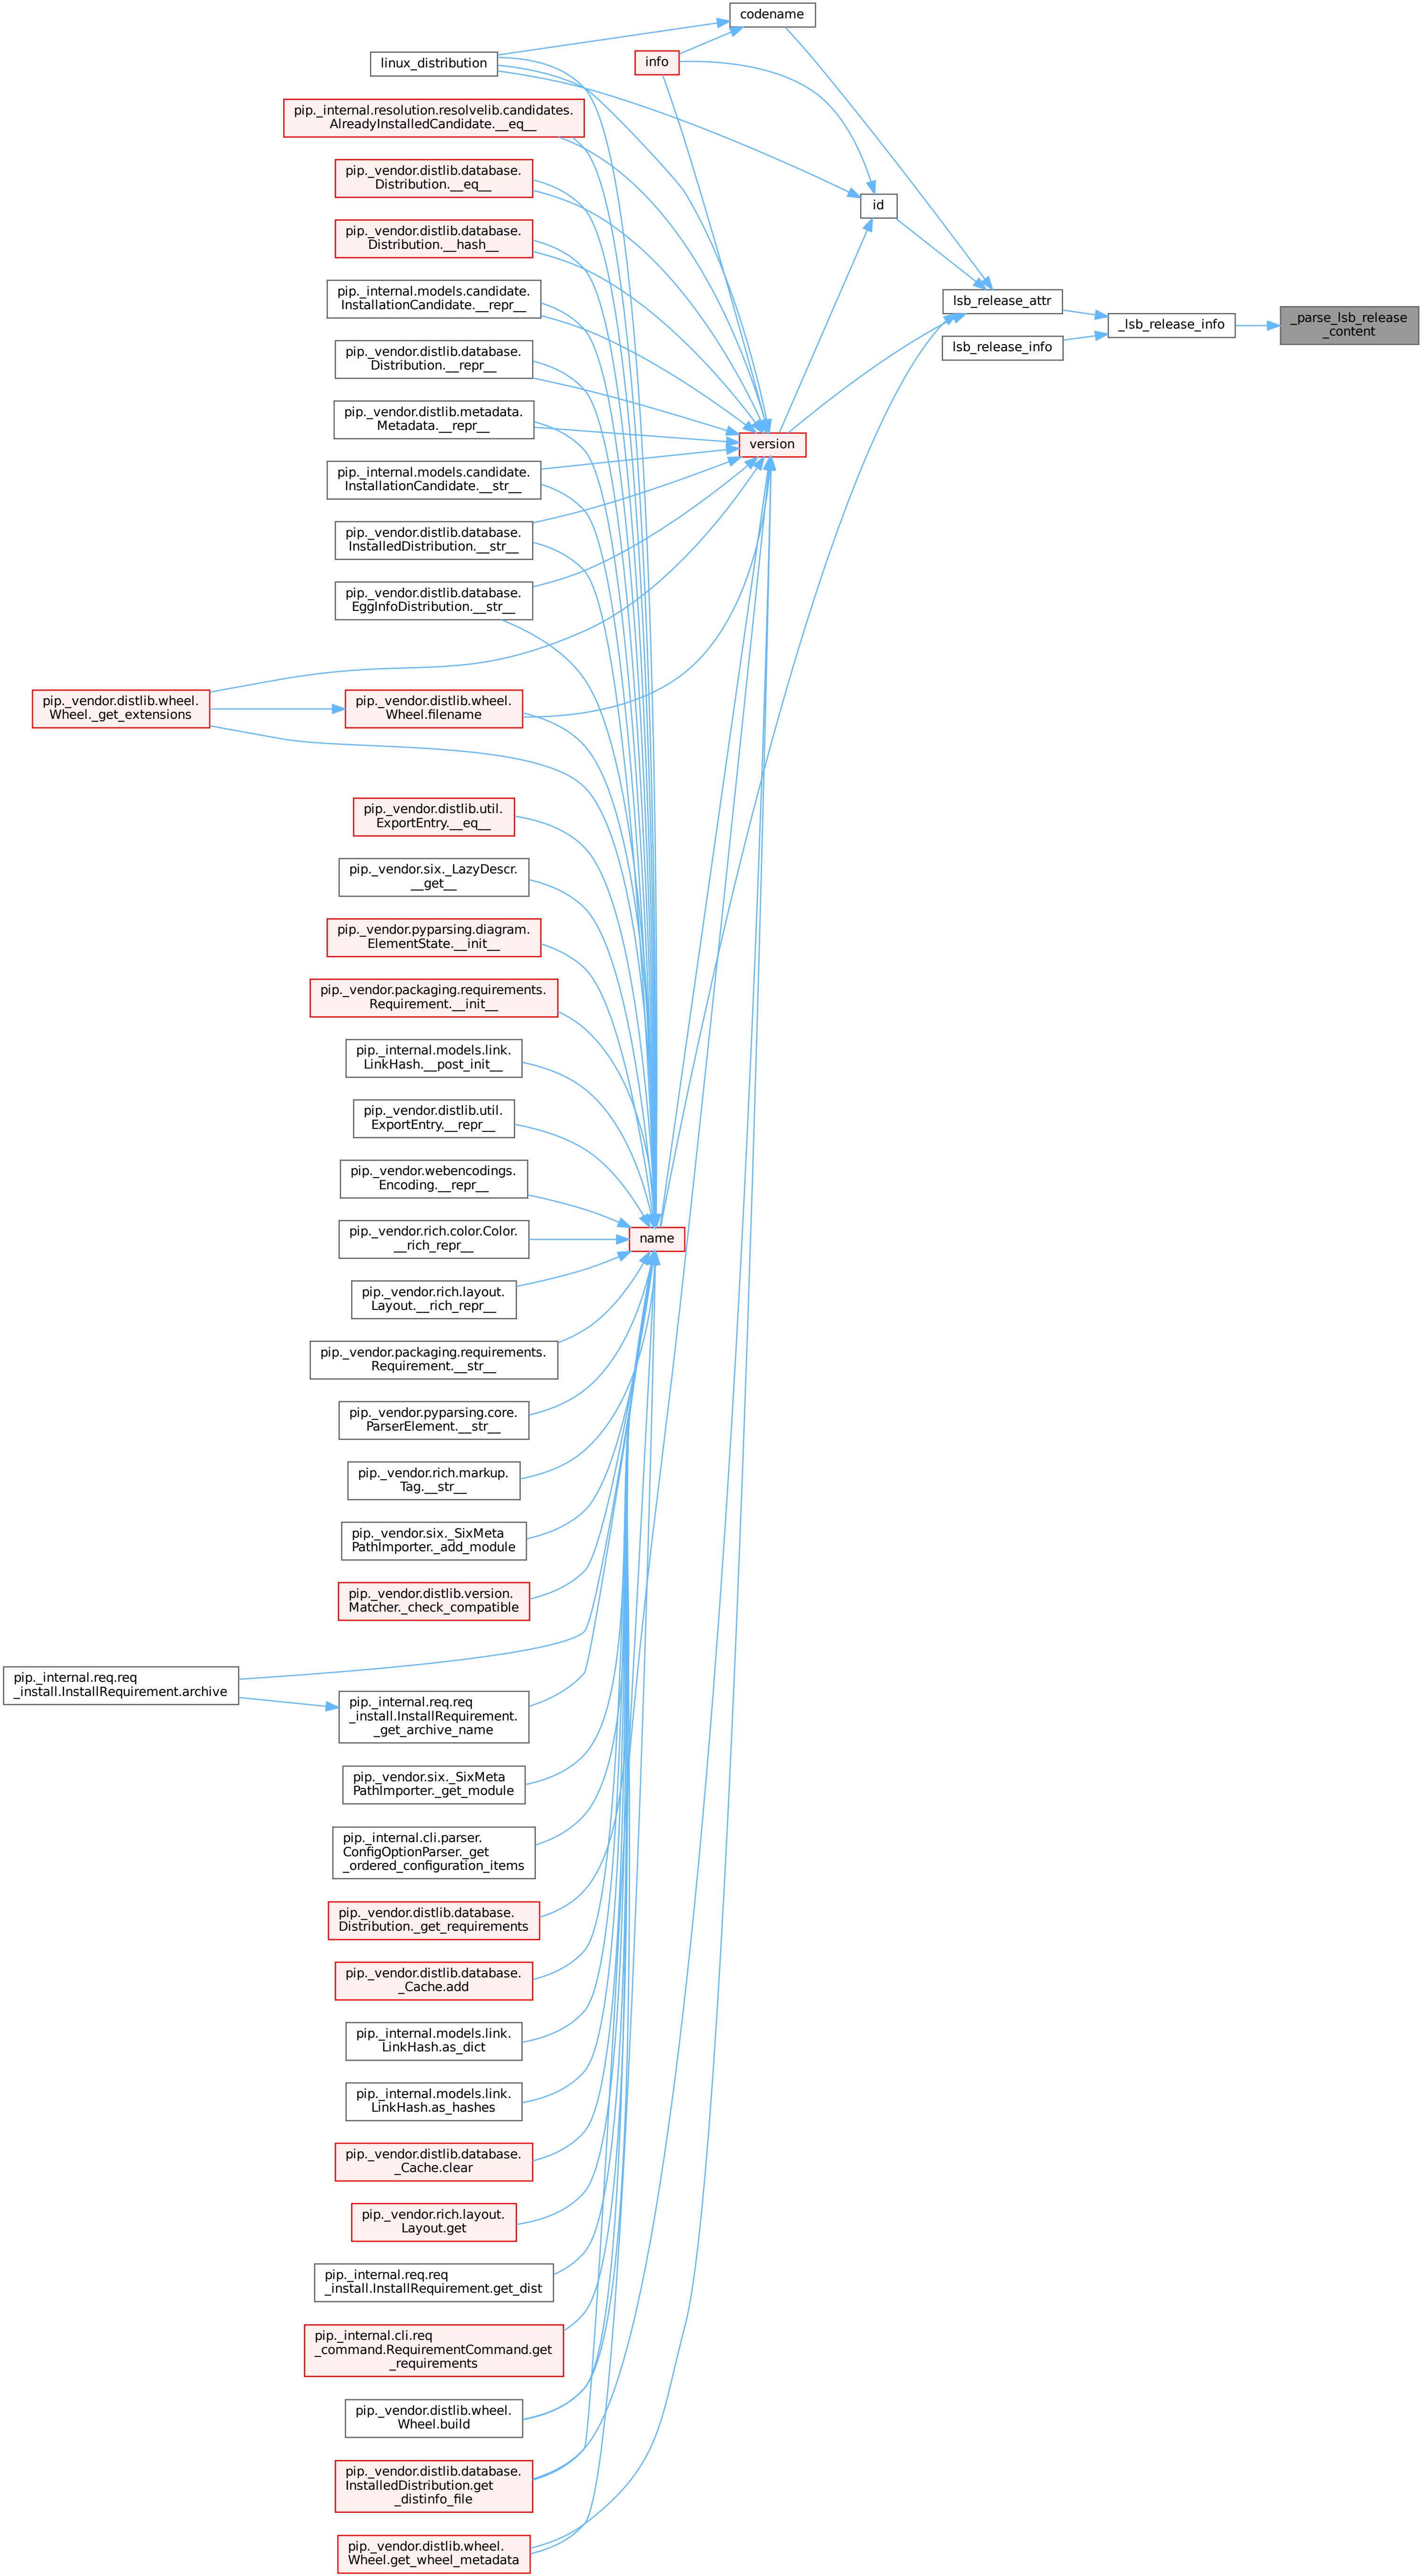 codename
linux_distribution
info
pip._internal.resolution.resolvelib.candidates.
AlreadyInstalledCandidate.__eq__
pip._vendor.distlib.database.
Distribution.__eq__
id
pip._vendor.distlib.database.
Distribution.__hash__
pip._internal.models.candidate.
InstallationCandidate.__repr__
lsb_release_attr
_lsb_release_info
_parse_lsb_release
_content
lsb_release_info
pip._vendor.distlib.database.
Distribution.__repr__
pip._vendor.distlib.metadata.
Metadata.__repr__
version
pip._internal.models.candidate.
InstallationCandidate.__str__
pip._vendor.distlib.database.
InstalledDistribution.__str__
pip._vendor.distlib.database.
EggInfoDistribution.__str__
pip._vendor.distlib.wheel.
Wheel._get_extensions
pip._vendor.distlib.wheel.
Wheel.filename
pip._vendor.distlib.util.
ExportEntry.__eq__
pip._vendor.six._LazyDescr.
__get__
pip._vendor.pyparsing.diagram.
ElementState.__init__
pip._vendor.packaging.requirements.
Requirement.__init__
pip._internal.models.link.
LinkHash.__post_init__
pip._vendor.distlib.util.
ExportEntry.__repr__
pip._vendor.webencodings.
Encoding.__repr__
name
pip._vendor.rich.color.Color.
__rich_repr__
pip._vendor.rich.layout.
Layout.__rich_repr__
pip._vendor.packaging.requirements.
Requirement.__str__
pip._vendor.pyparsing.core.
ParserElement.__str__
pip._vendor.rich.markup.
Tag.__str__
pip._vendor.six._SixMeta
PathImporter._add_module
pip._vendor.distlib.version.
Matcher._check_compatible
pip._internal.req.req
_install.InstallRequirement.archive
pip._internal.req.req
_install.InstallRequirement.
_get_archive_name
pip._vendor.six._SixMeta
PathImporter._get_module
pip._internal.cli.parser.
ConfigOptionParser._get
_ordered_configuration_items
pip._vendor.distlib.database.
Distribution._get_requirements
pip._vendor.distlib.database.
_Cache.add
pip._internal.models.link.
LinkHash.as_dict
pip._internal.models.link.
LinkHash.as_hashes
pip._vendor.distlib.database.
_Cache.clear
pip._vendor.rich.layout.
Layout.get
pip._internal.req.req
_install.InstallRequirement.get_dist
pip._internal.cli.req
_command.RequirementCommand.get
_requirements
pip._vendor.distlib.wheel.
Wheel.build
pip._vendor.distlib.database.
InstalledDistribution.get
_distinfo_file
pip._vendor.distlib.wheel.
Wheel.get_wheel_metadata